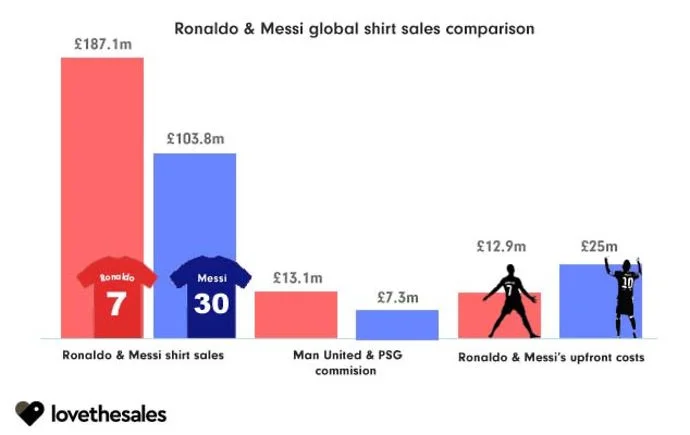 Ronaldo & Messi global shirt sales comparison
£187.1m
£103.8m
£12.9m
£25m
£13.1m
£7.3m
Ronaldo
7
Messi
30
7
10
Ronaldo & Messi shirt sales
Man United & PSG
commision
Ronaldo & Messi's upfront costs
lovethesales